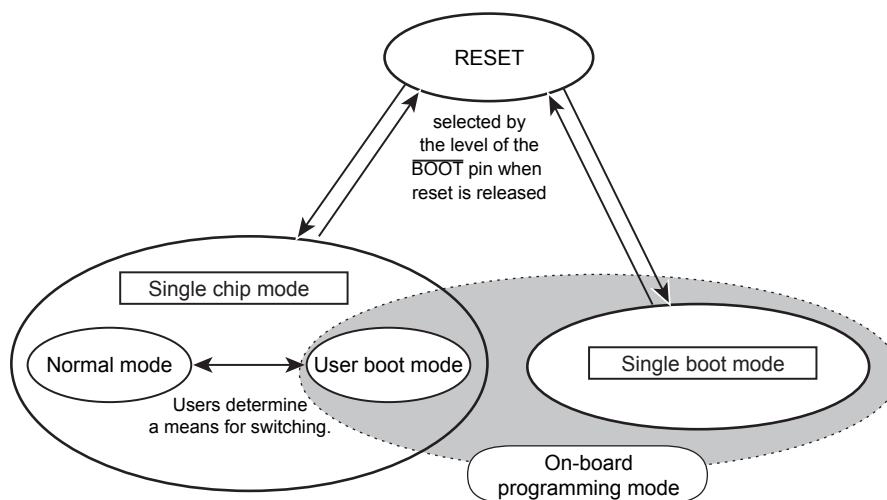 RESET
selected by
the level of the
BOOT pin when
reset is released
Single chip mode
Normal mode
User boot mode
Single boot mode
Users determine
a means for switching.
On-board
programming mode